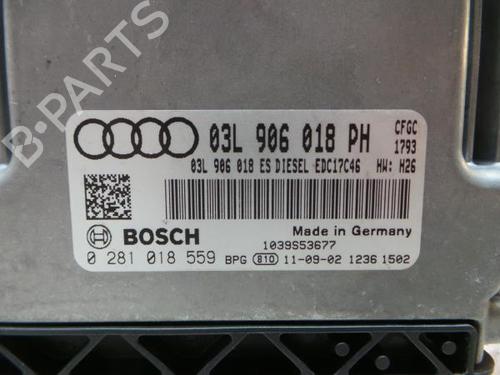 B-PARTS
03L 906 018 PH CFGC 1793
03L 906 018 ES DIESEL EDC17C46 HW: H26
BOSCH Made in Germany
1039S53677
0 281 018 559 BPG 810 11-09-02 1236 1502